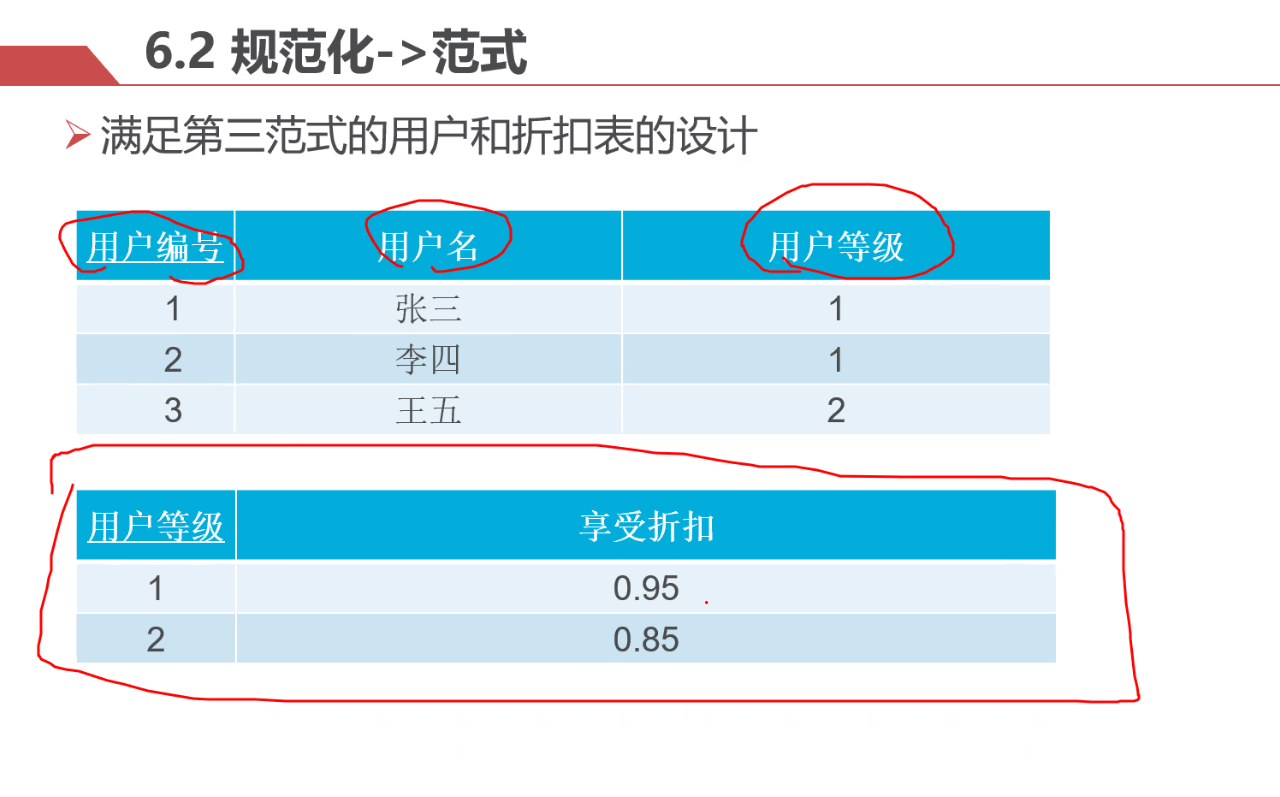 6.2 规范化->范式
满足第三范式的用户和折扣表的设计
用户编号 用户名 用户等级
1 张三 1
2 李四 1
3 王五 2
用户等级 享受折扣
1 0.95
2 0.85